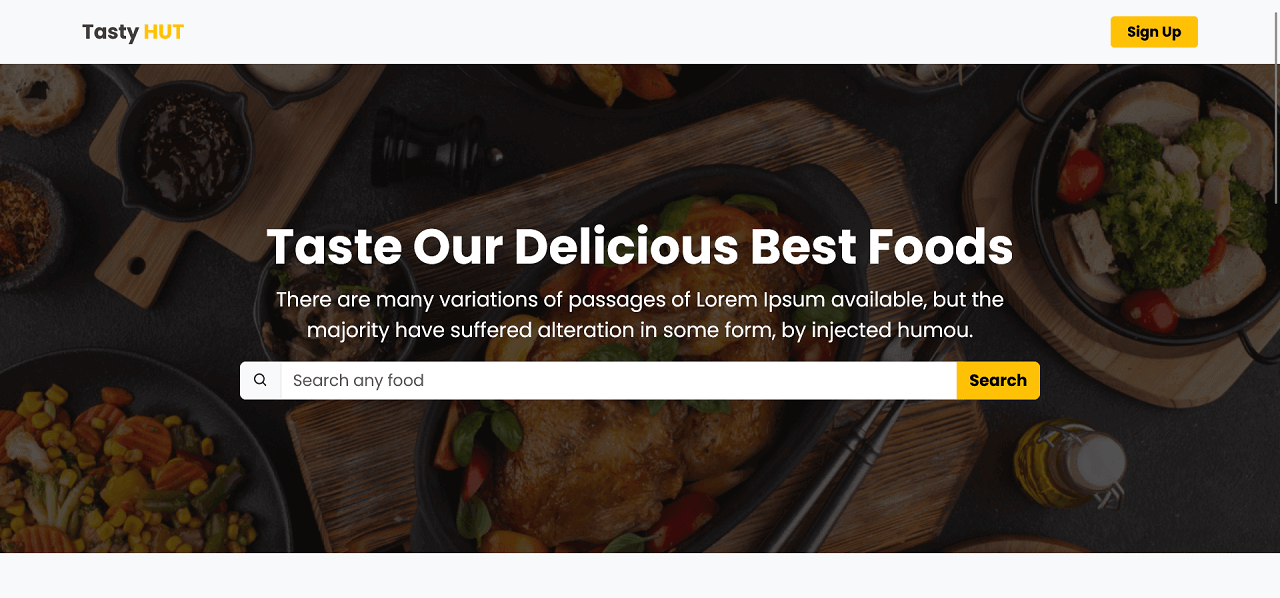 Tasty HUT
Sign Up
Taste Our Delicious Best Foods
There are many variations of passages of Lorem Ipsum available, but the
majority have suffered alteration in some form, by injected humou.
Search any food
Search